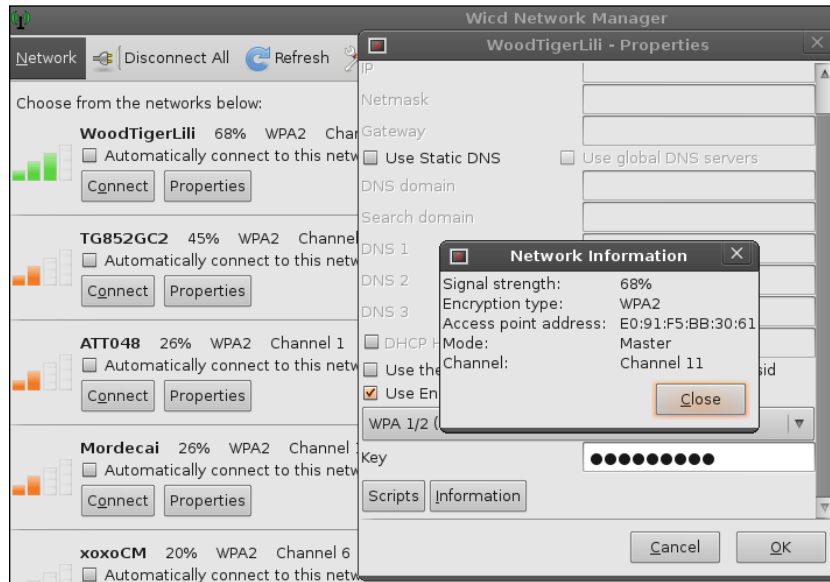 Wicd Network Manager
Network Disconnect All Refresh
Choose from the networks below:
WoodTigerLili 68% WPA2 Chan
Automatically connect to this netw
Connect Properties
TG852GC2 45% WPA2 Channel
Automatically connect to this netw
Connect Properties
ATT048 26% WPA2 Channel 1
Automatically connect to this netw
Connect Properties
Mordecai 26% WPA2 Channel
Automatically connect to this netw
Connect Properties
xoxoCM 20% WPA2 Channel 6
Automatically connect to this netw
WoodTigerLili - Properties
IP
Netmask
Gateway
Use Static DNS Use global DNS servers
DNS domain
Search domain
DNS 1
DNS 2
DNS 3
DHCP H
Use the sid
Use En
WPA 1/2 (
Key ●●●●●●●●●
Scripts Information
Cancel OK
Network Information
Signal strength: 68%
Encryption type: WPA2
Access point address: E0:91:F5:BB:30:61
Mode: Master
Channel: Channel 11
Close